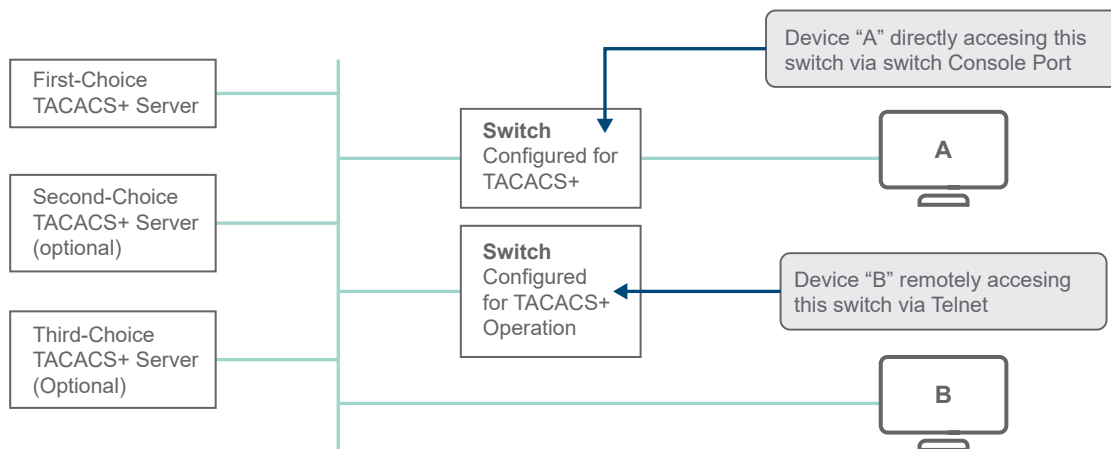 First-Choice
TACACS+ Server
Second-Choice
TACACS+ Server
(optional)
Third-Choice
TACACS+ Server
(Optional)
Switch
Configured for
TACACS+
Switch
Configured
for TACACS+
Operation
Device “A” directly accesing this
switch via switch Console Port
A
Device “B” remotely accesing
this switch via Telnet
B